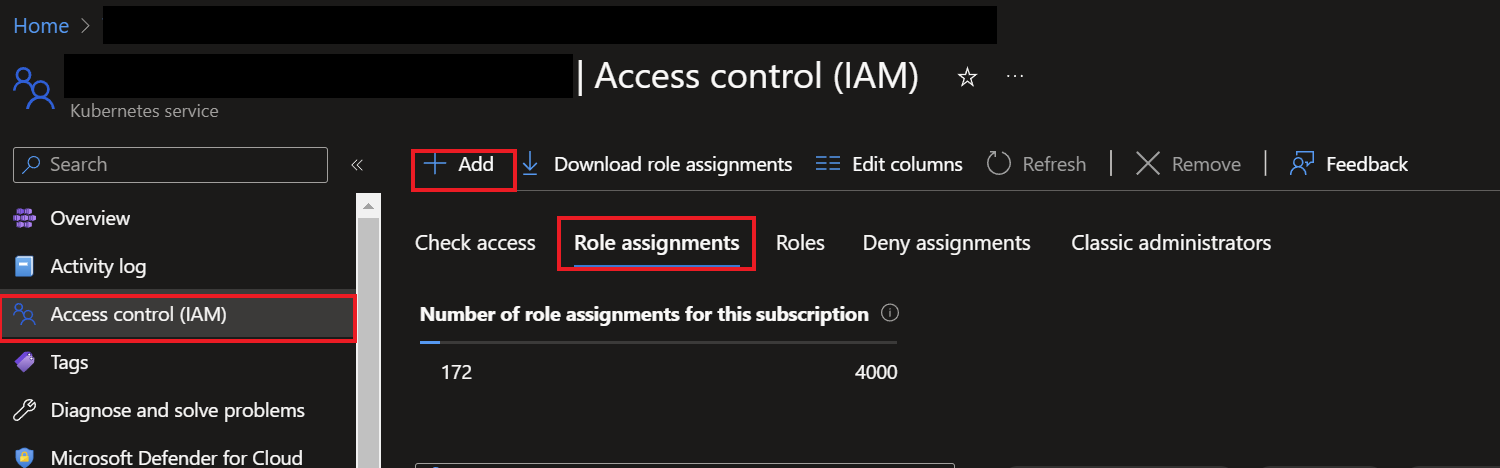 Home >
| Access control (IAM) ☆ ...
Kubernetes service
Search «
+ Add Download role assignments Edit columns Refresh | Remove | Feedback
Overview
Activity log
Access control (IAM)
Tags
Diagnose and solve problems
Microsoft Defender for Cloud
Check access Role assignments Roles Deny assignments Classic administrators
Number of role assignments for this subscription
172 4000